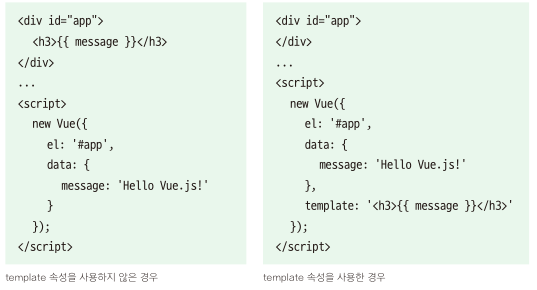 <div id="app">
<h3>{{ message }}</h3>
</div>
...
<script>
new Vue({
el: '#app',
data: {
message: 'Hello Vue.js!'
}
});
</script>
template 속성을 사용하지 않은 경우
<div id="app">
</div>
...
<script>
new Vue({
el: '#app',
data: {
message: 'Hello Vue.js!'
},
template: '<h3>{{ message }}</h3>'
});
</script>
template 속성을 사용한 경우